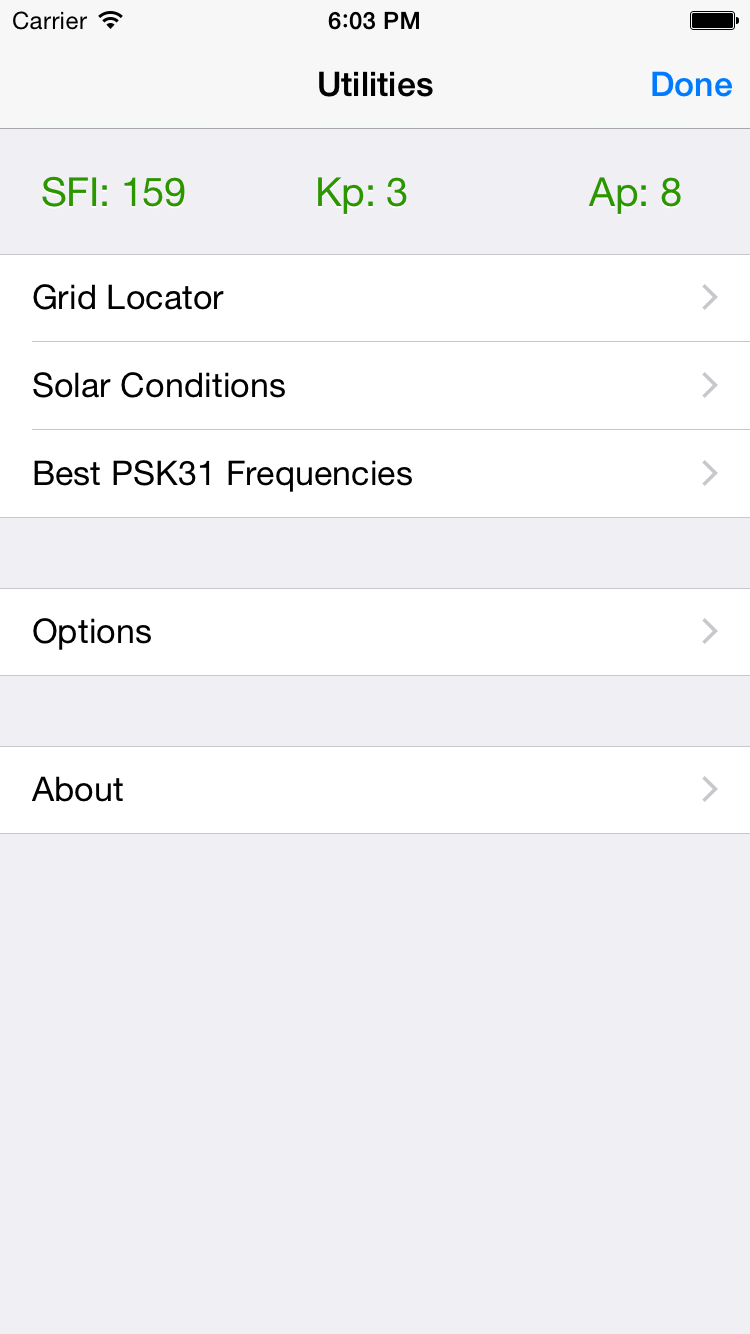 Carrier 6:03 PM
Utilities Done
SFI: 159 Kp: 3 Ap: 8
Grid Locator
Solar Conditions
Best PSK31 Frequencies
Options
About